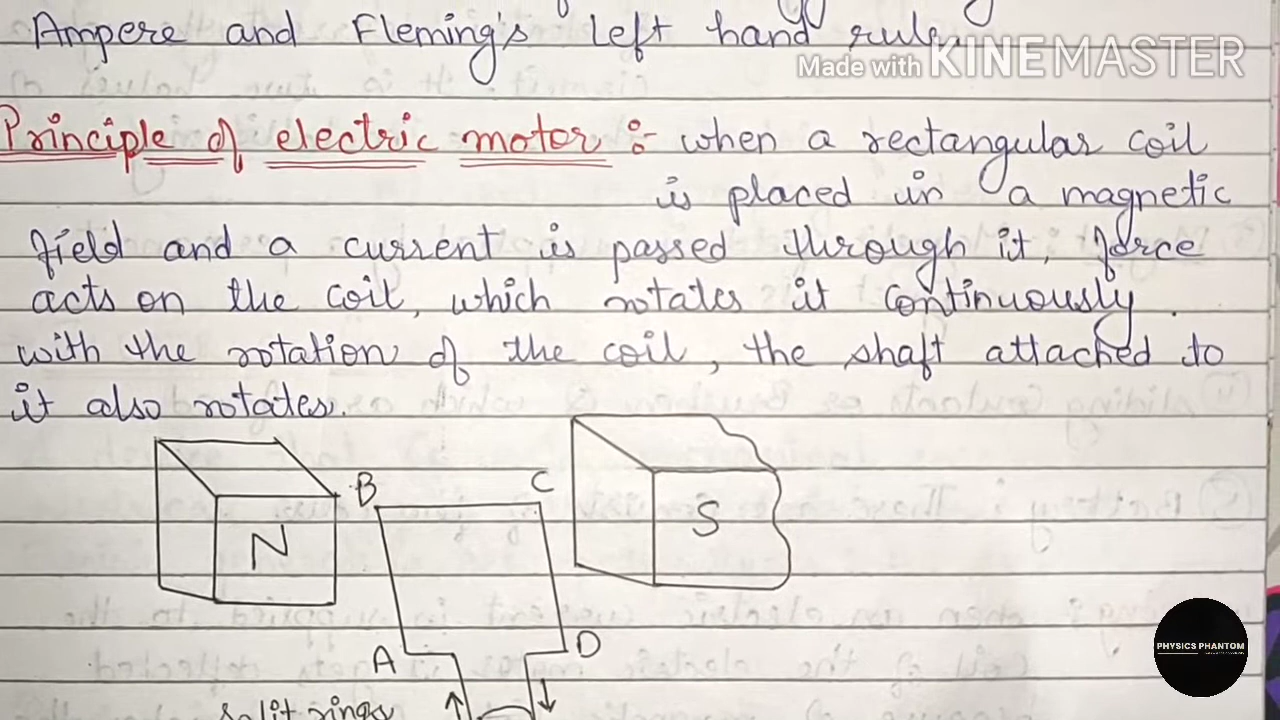 Ampere and Fleming's left hand rule.
Made with KINEMASTER
Principle of electric motor :- when a rectangular coil
is placed in a magnetic
field and a current is passed through it, force
acts on the coil, which rotates it continuously.
with the rotation of the coil, the shaft attached to
it also rotates.
B
C
N
S
A
D
split rings
PHYSICS PHANTOM